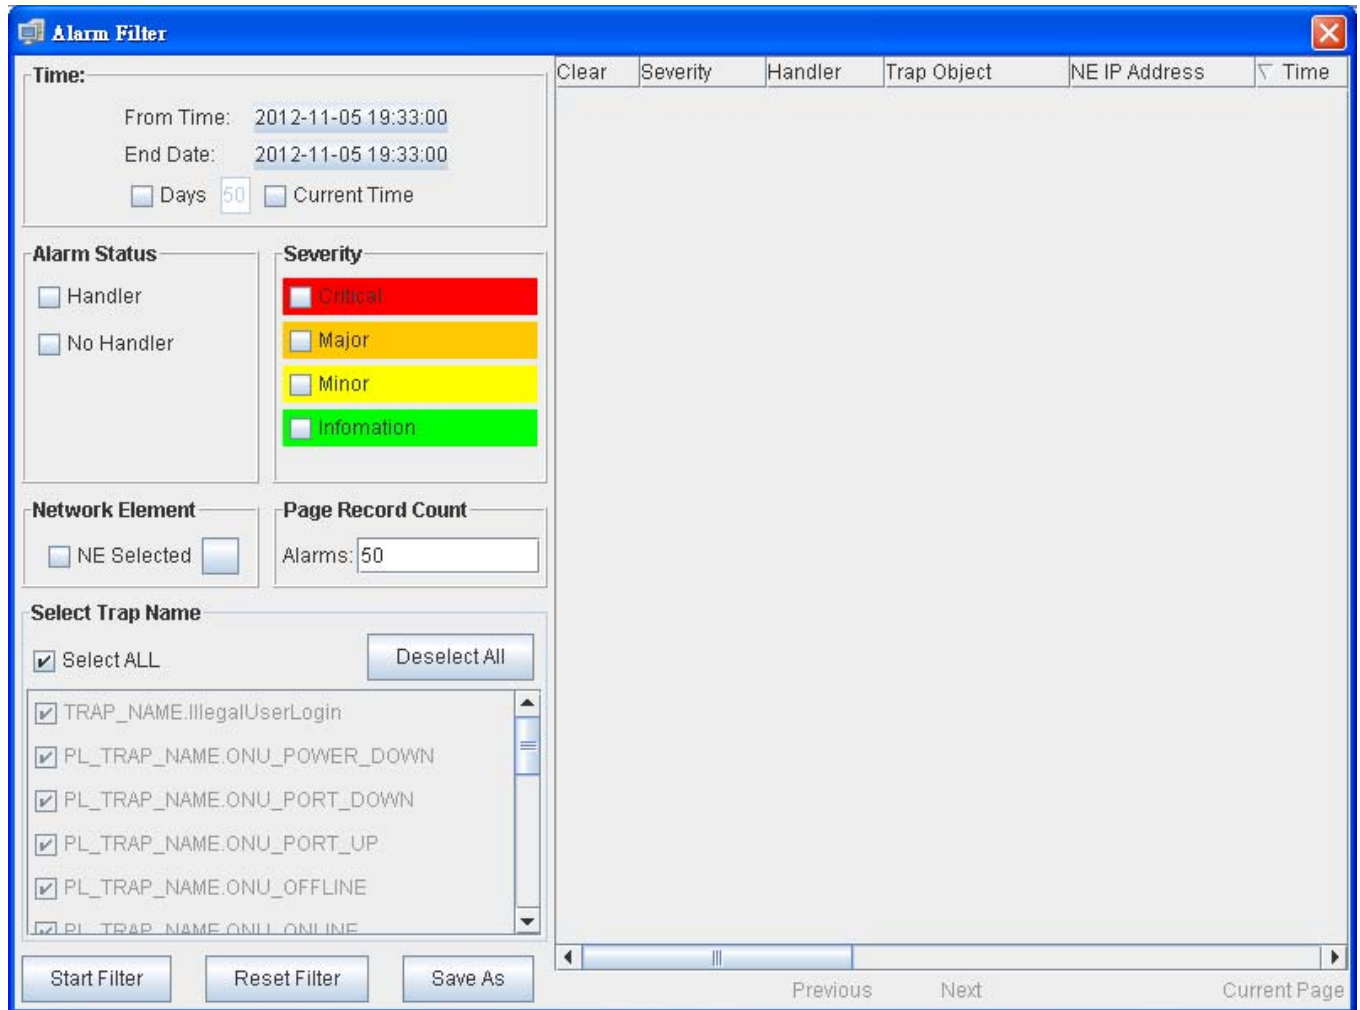 Alarm Filter
Time:
From Time: 2012-11-05 19:33:00
End Date: 2012-11-05 19:33:00
Days 50 Current Time
Alarm Status
Handler
No Handler
Severity
Critical
Major
Minor
Infomation
Network Element
NE Selected
Page Record Count
Alarms: 50
Select Trap Name
Select ALL
Deselect All
TRAP_NAME.IllegalUserLogin
PL_TRAP_NAME.ONU_POWER_DOWN
PL_TRAP_NAME.ONU_PORT_DOWN
PL_TRAP_NAME.ONU_PORT_UP
PL_TRAP_NAME.ONU_OFFLINE
PL_TRAP_NAME.ONU_ONLINE
Start Filter
Reset Filter
Save As
Clear Severity Handler Trap Object NE IP Address Time
Previous Next Current Page